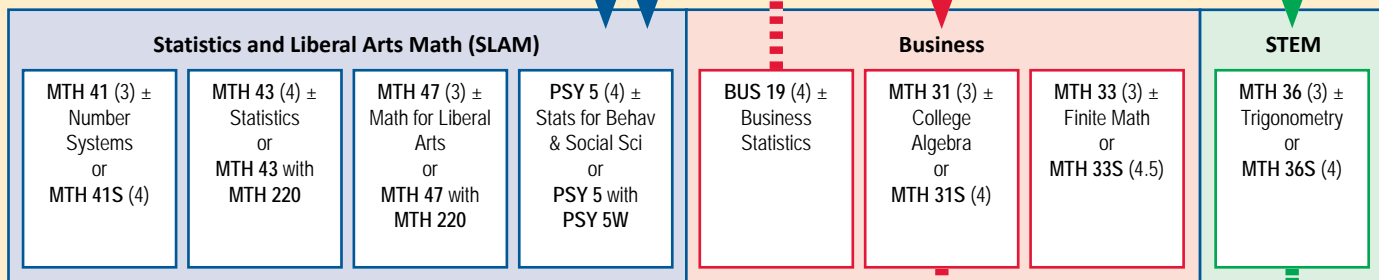 Statistics and Liberal Arts Math (SLAM)
MTH 41 (3) ±
Number
Systems
or
MTH 41S (4)
MTH 43 (4) ±
Statistics
or
MTH 43 with
MTH 220
MTH 47 (3) ±
Math for Liberal
Arts
or
MTH 47 with
MTH 220
PSY 5 (4) ±
Stats for Behav
& Social Sci
or
PSY 5 with
PSY 5W
Business
BUS 19 (4) ±
Business
Statistics
MTH 31 (3) ±
College
Algebra
or
MTH 31S (4)
MTH 33 (3) ±
Finite Math
or
MTH 33S (4.5)
STEM
MTH 36 (3) ±
Trigonometry
or
MTH 36S (4)